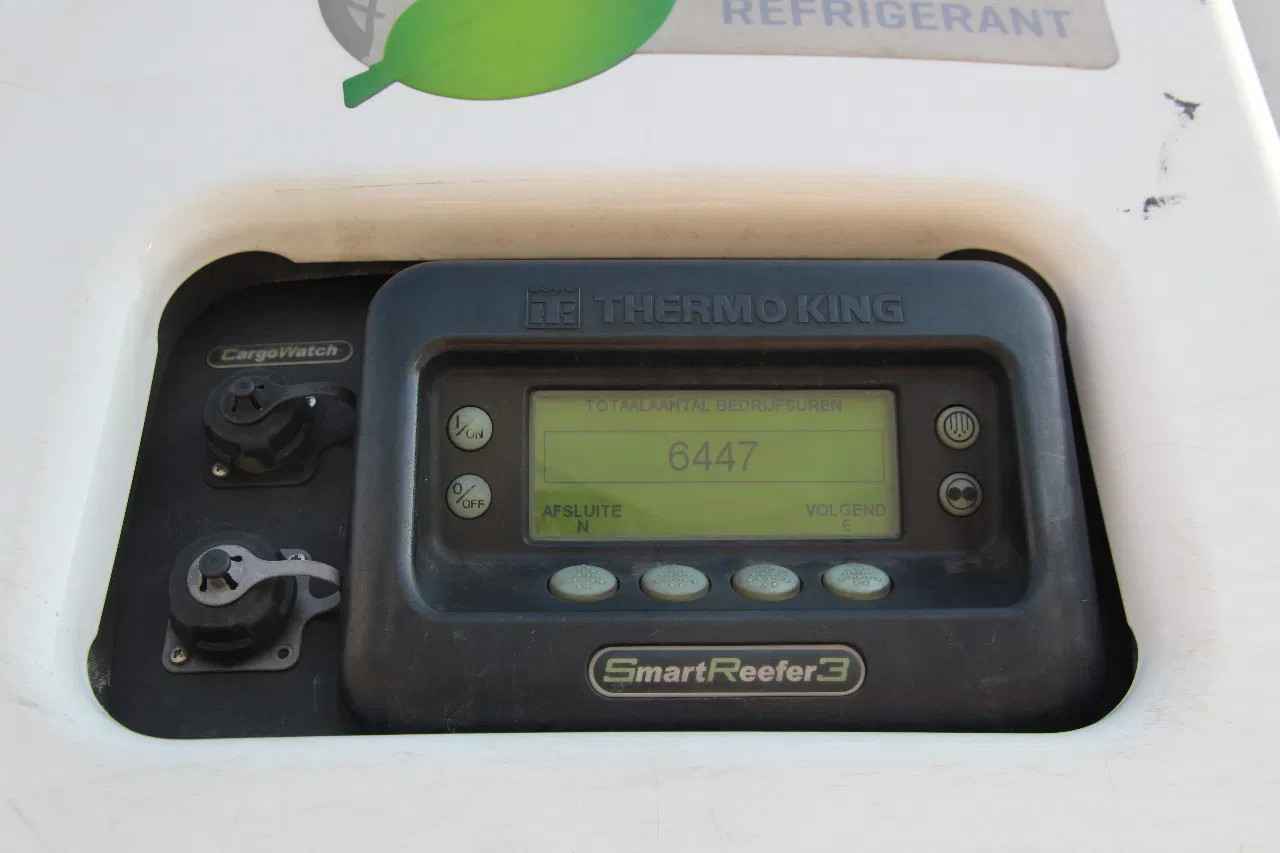 REFRIGERANT
THERMO KING
CargoWatch
TOTAALAANTAL BEDRIJFSUREN
I/ON
6447
O/OFF
AFSLUITE
N
VOLGEND
E
SmartReefer3